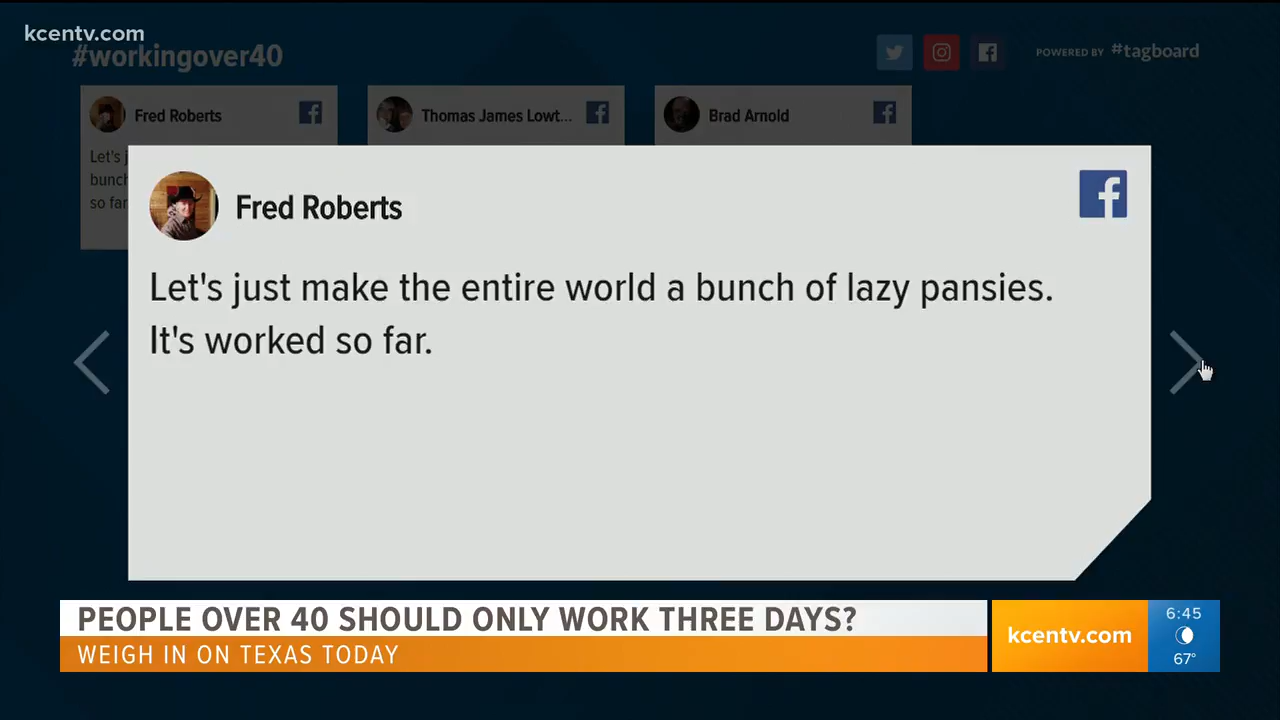 kcentv.com
#workingover40
POWERED BY #tagboard
Fred Roberts
Thomas James Lowt...
Brad Arnold
Let's j
bunch
so far
Fred Roberts
Let's just make the entire world a bunch of lazy pansies.
It's worked so far.
PEOPLE OVER 40 SHOULD ONLY WORK THREE DAYS?
WEIGH IN ON TEXAS TODAY
kcentv.com
6:45
67°